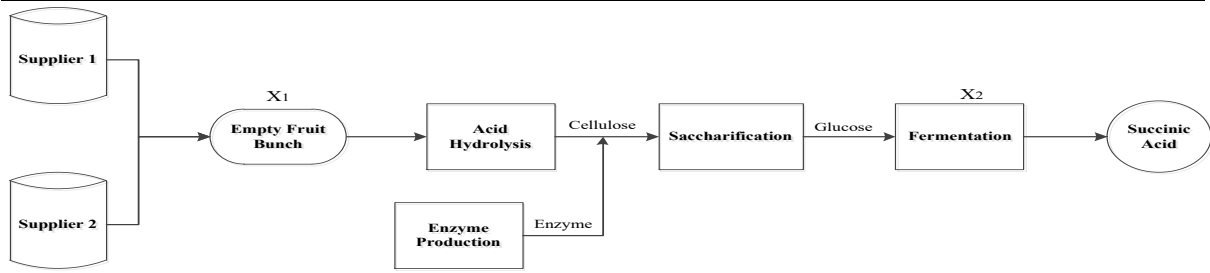 Supplier 1
X1
Empty Fruit
Bunch
Acid
Hydrolysis
Cellulose
Saccharification
Glucose
X2
Fermentation
Succinic
Acid
Supplier 2
Enzyme
Production
Enzyme